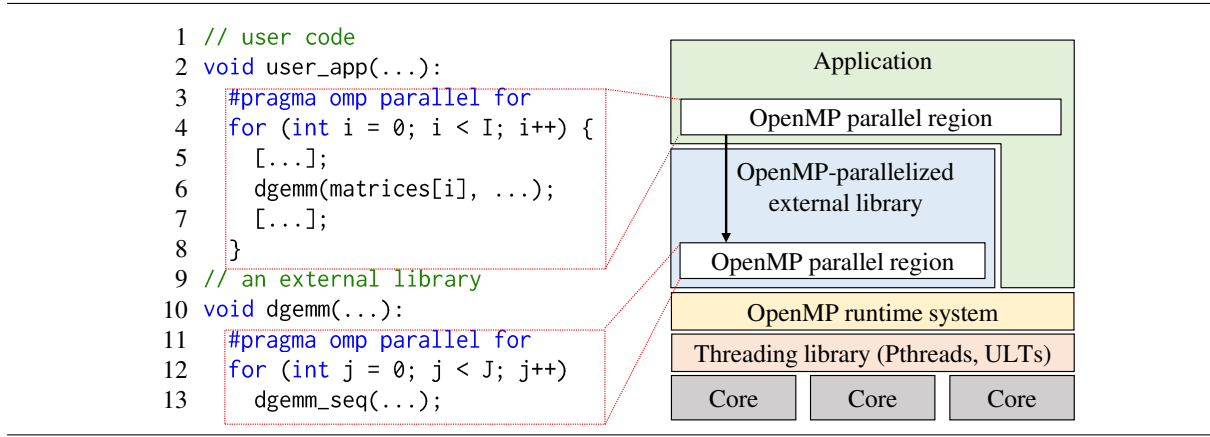 1 // user code
2 void user_app(...):
3 #pragma omp parallel for
4 for (int i = 0; i < I; i++) {
5 [...];
6 dgemm(matrices[i], ...);
7 [...];
8 }
9 // an external library
10 void dgemm(...):
11 #pragma omp parallel for
12 for (int j = 0; j < J; j++)
13 dgemm_seq(...);
Application
OpenMP parallel region
OpenMP-parallelized
external library
OpenMP parallel region
OpenMP runtime system
Threading library (Pthreads, ULTs)
Core Core Core